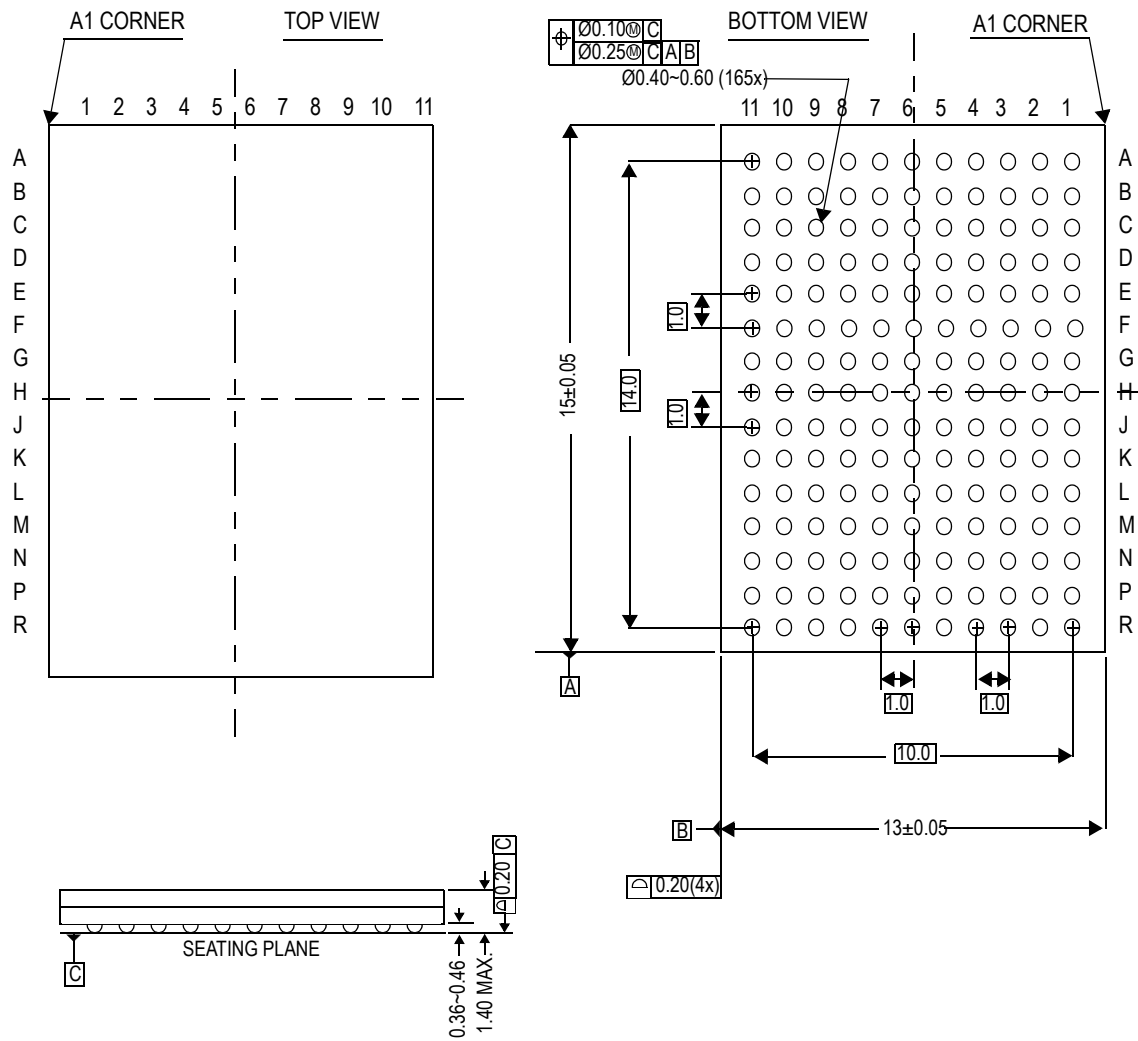 A1 CORNER
TOP VIEW
1 2 3 4 5 6 7 8 9 10 11
A
B
C
D
E
F
G
H
J
K
L
M
N
P
R
Ø0.10Ⓜ C
Ø0.25Ⓜ C A B
Ø0.40~0.60 (165x)
BOTTOM VIEW
A1 CORNER
11 10 9 8 7 6 5 4 3 2 1
A
B
C
D
E
F
G
H
J
K
L
M
N
P
R
15±0.05
14.0
1.0
1.0
A
1.0
1.0
10.0
B
13±0.05
0.20(4x)
0.20 C
SEATING PLANE
C
0.36~0.46
1.40 MAX.